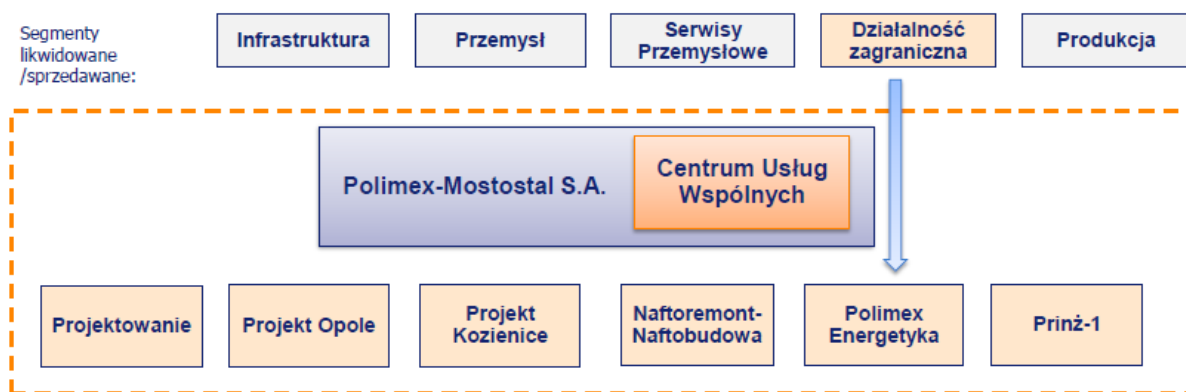 Segmenty
likwidowane
/sprzedawane:
Infrastruktura
Przemysł
Serwisy
Przemysłowe
Działalność
zagraniczna
Produkcja
Polimex-Mostostal S.A.
Centrum Usług
Wspólnych
Projektowanie
Projekt Opole
Projekt
Kozienice
Naftoremont-
Naftobudowa
Polimex
Energetyka
Prinż-1